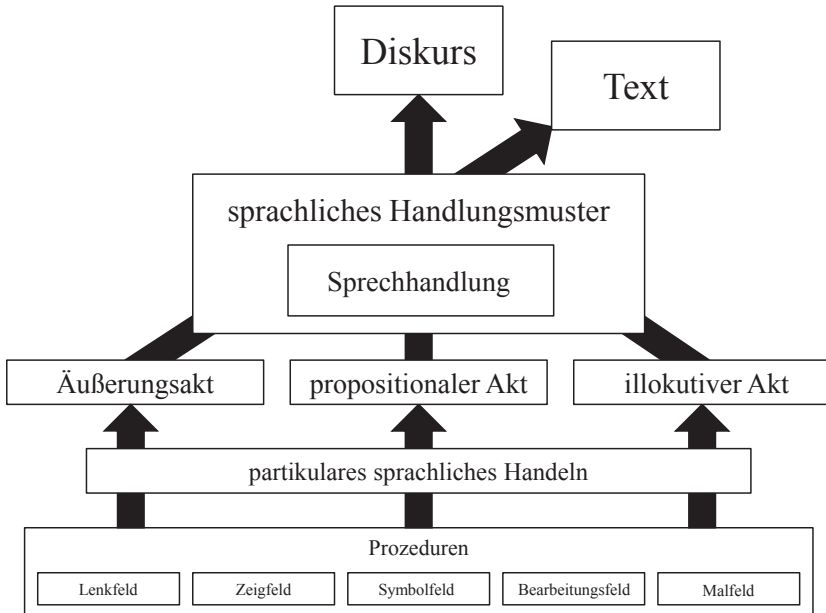 Diskurs
Text
sprachliches Handlungsmuster
Sprechhandlung
Äußerungsakt
propositionaler Akt
illokutiver Akt
partikulares sprachliches Handeln
Prozeduren
Lenkfeld
Zeigfeld
Symbolfeld
Bearbeitungsfeld
Malfeld